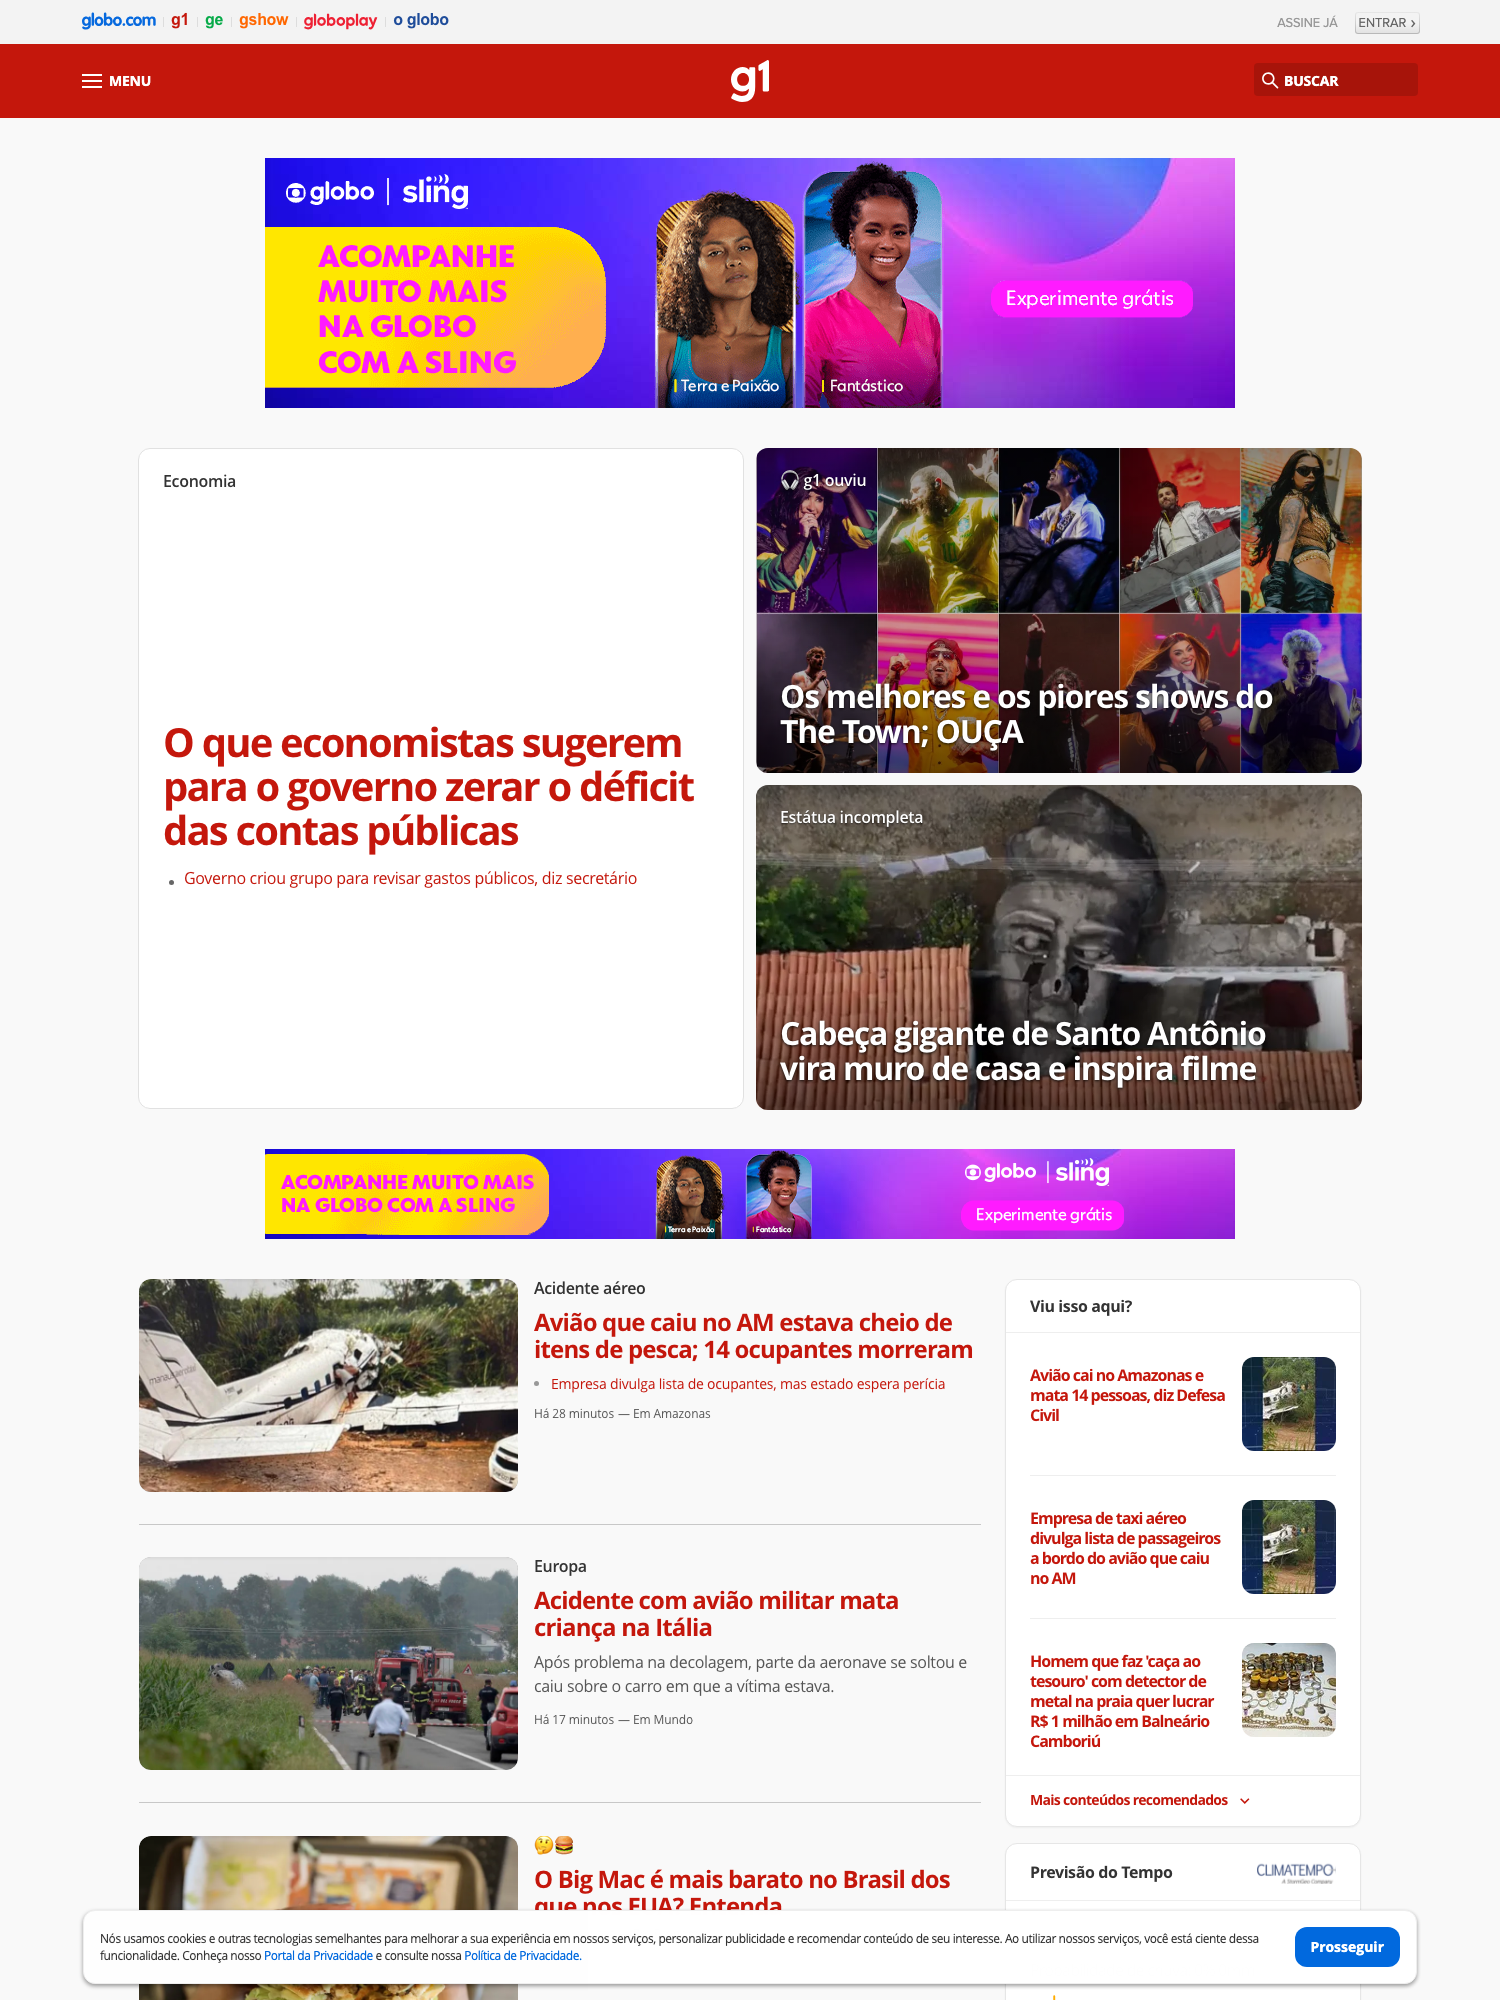 globo.com g1 ge gshow globoplay o globo
ASSINE JÁ ENTRAR ›
MENU
g1
BUSCAR
globo | sling
ACOMPANHE
MUITO MAIS
NA GLOBO
COM A SLING
Terra e Paixão
Fantástico
Experimente grátis
Economia
O que economistas sugerem
para o governo zerar o déficit
das contas públicas
Governo criou grupo para revisar gastos públicos, diz secretário
g1 ouviu
Os melhores e os piores shows do
The Town; OUÇA
Estátua incompleta
Cabeça gigante de Santo Antônio
vira muro de casa e inspira filme
ACOMPANHE MUITO MAIS
NA GLOBO COM A SLING
Terra e Paixão
Fantástico
globo | sling
Experimente grátis
Acidente aéreo
Avião que caiu no AM estava cheio de
itens de pesca; 14 ocupantes morreram
Empresa divulga lista de ocupantes, mas estado espera perícia
Há 28 minutos — Em Amazonas
Europa
Acidente com avião militar mata
criança na Itália
Após problema na decolagem, parte da aeronave se soltou e
caiu sobre o carro em que a vítima estava.
Há 17 minutos — Em Mundo
🤔🍔
O Big Mac é mais barato no Brasil dos
que nos EUA? Entenda
Viu isso aqui?
Avião cai no Amazonas e
mata 14 pessoas, diz Defesa
Civil
Empresa de taxi aéreo
divulga lista de passageiros
a bordo do avião que caiu
no AM
Homem que faz 'caça ao
tesouro' com detector de
metal na praia quer lucrar
R$ 1 milhão em Balneário
Camboriú
Mais conteúdos recomendados
Previsão do Tempo
CLIMATEMPO
A StormGeo Company
Nós usamos cookies e outras tecnologias semelhantes para melhorar a sua experiência em nossos serviços, personalizar publicidade e recomendar conteúdo de seu interesse. Ao utilizar nossos serviços, você está ciente dessa
funcionalidade. Conheça nosso Portal da Privacidade e consulte nossa Política de Privacidade.
Prosseguir